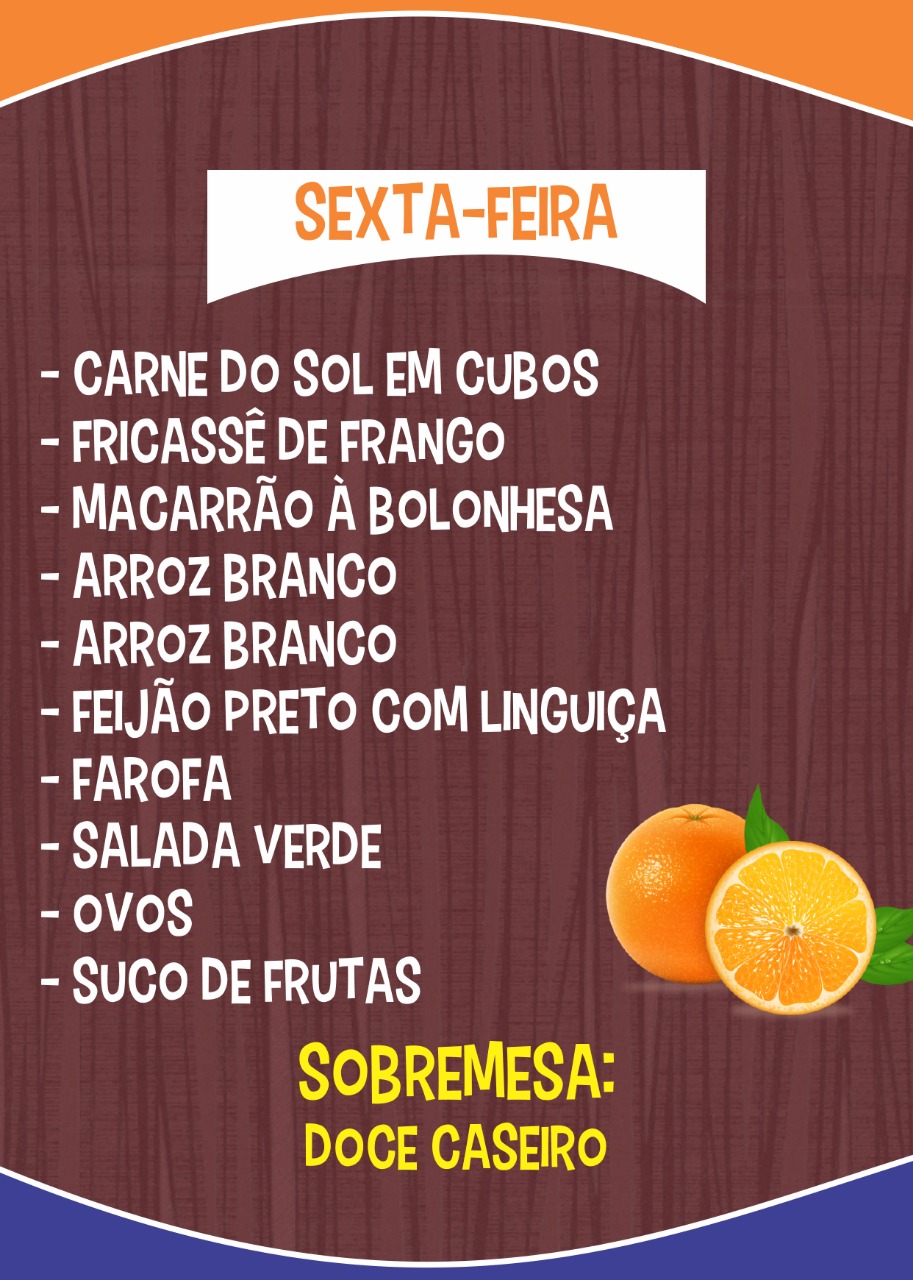 SEXTA-FEIRA
- CARNE DO SOL EM CUBOS
- FRICASSÊ DE FRANGO
- MACARRÃO À BOLONHESA
- ARROZ BRANCO
- ARROZ BRANCO
- FEIJÃO PRETO COM LINGUIÇA
- FAROFA
- SALADA VERDE
- OVOS
- SUCO DE FRUTAS
SOBREMESA:
DOCE CASEIRO